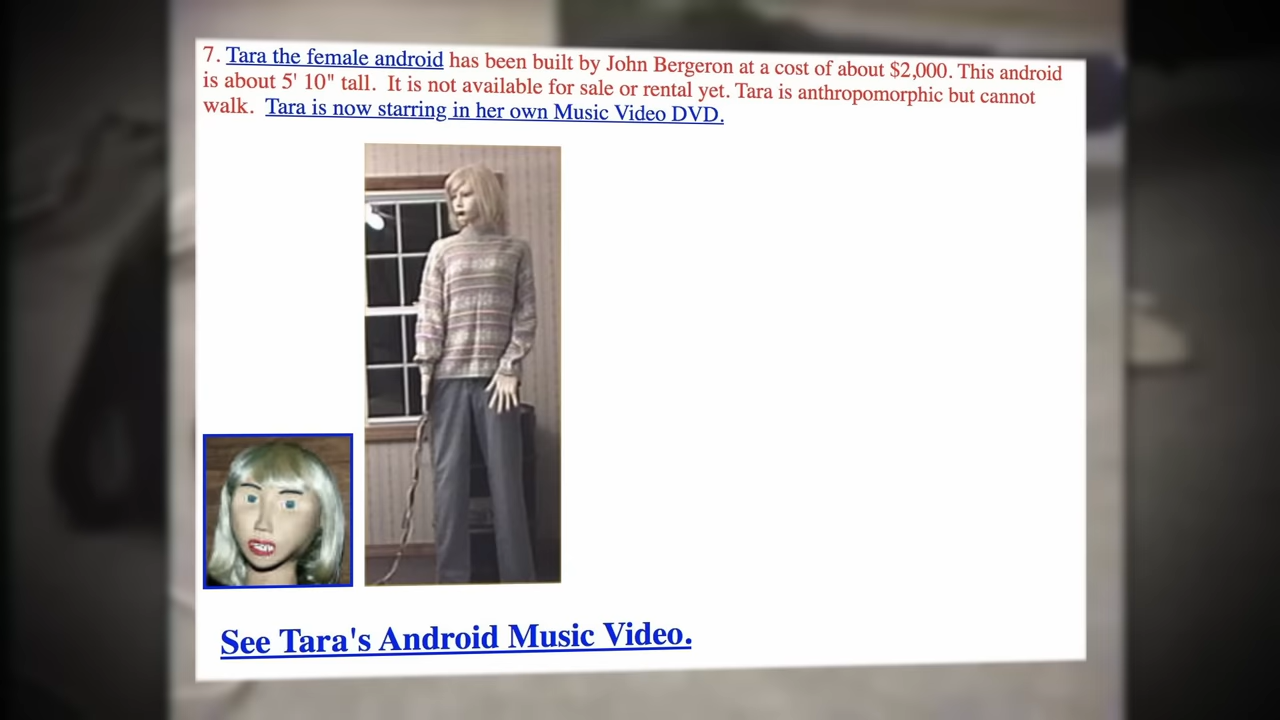 7. Tara the female android has been built by John Bergeron at a cost of about $2,000. This android
is about 5' 10" tall.  It is not available for sale or rental yet. Tara is anthropomorphic but cannot
walk.  Tara is now starring in her own Music Video DVD.
See Tara's Android Music Video.